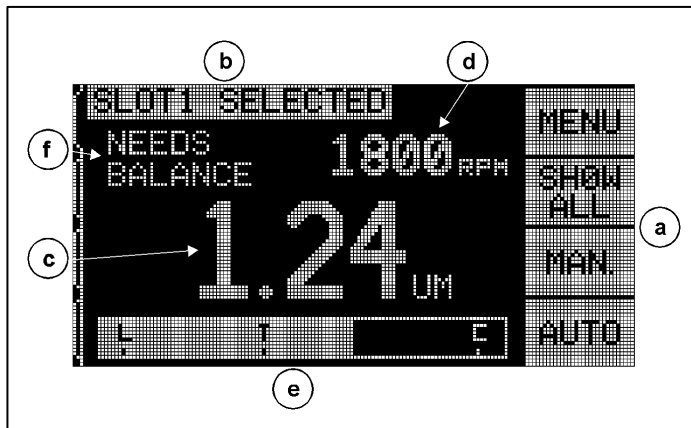 b
d
SLOT1 SELECTED
MENU
f
NEEDS
BALANCE
1800 RPM
SHOW
ALL
a
c
1.24 UM
MAN.
L T C
AUTO
e